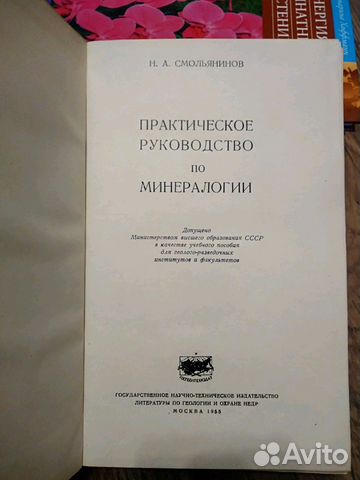 Н. А. СМОЛЬЯНИНОВ
ПРАКТИЧЕСКОЕ
РУКОВОДСТВО
ПО
МИНЕРАЛОГИИ
Допущено
Министерством высшего образования СССР
в качестве учебного пособия
для геолого-разведочных
институтов и факультетов
ГОСУДАРСТВЕННОЕ НАУЧНО-ТЕХНИЧЕСКОЕ ИЗДАТЕЛЬСТВО
ЛИТЕРАТУРЫ ПО ГЕОЛОГИИ И ОХРАНЕ НЕДР
МОСКВА 1955
Avito